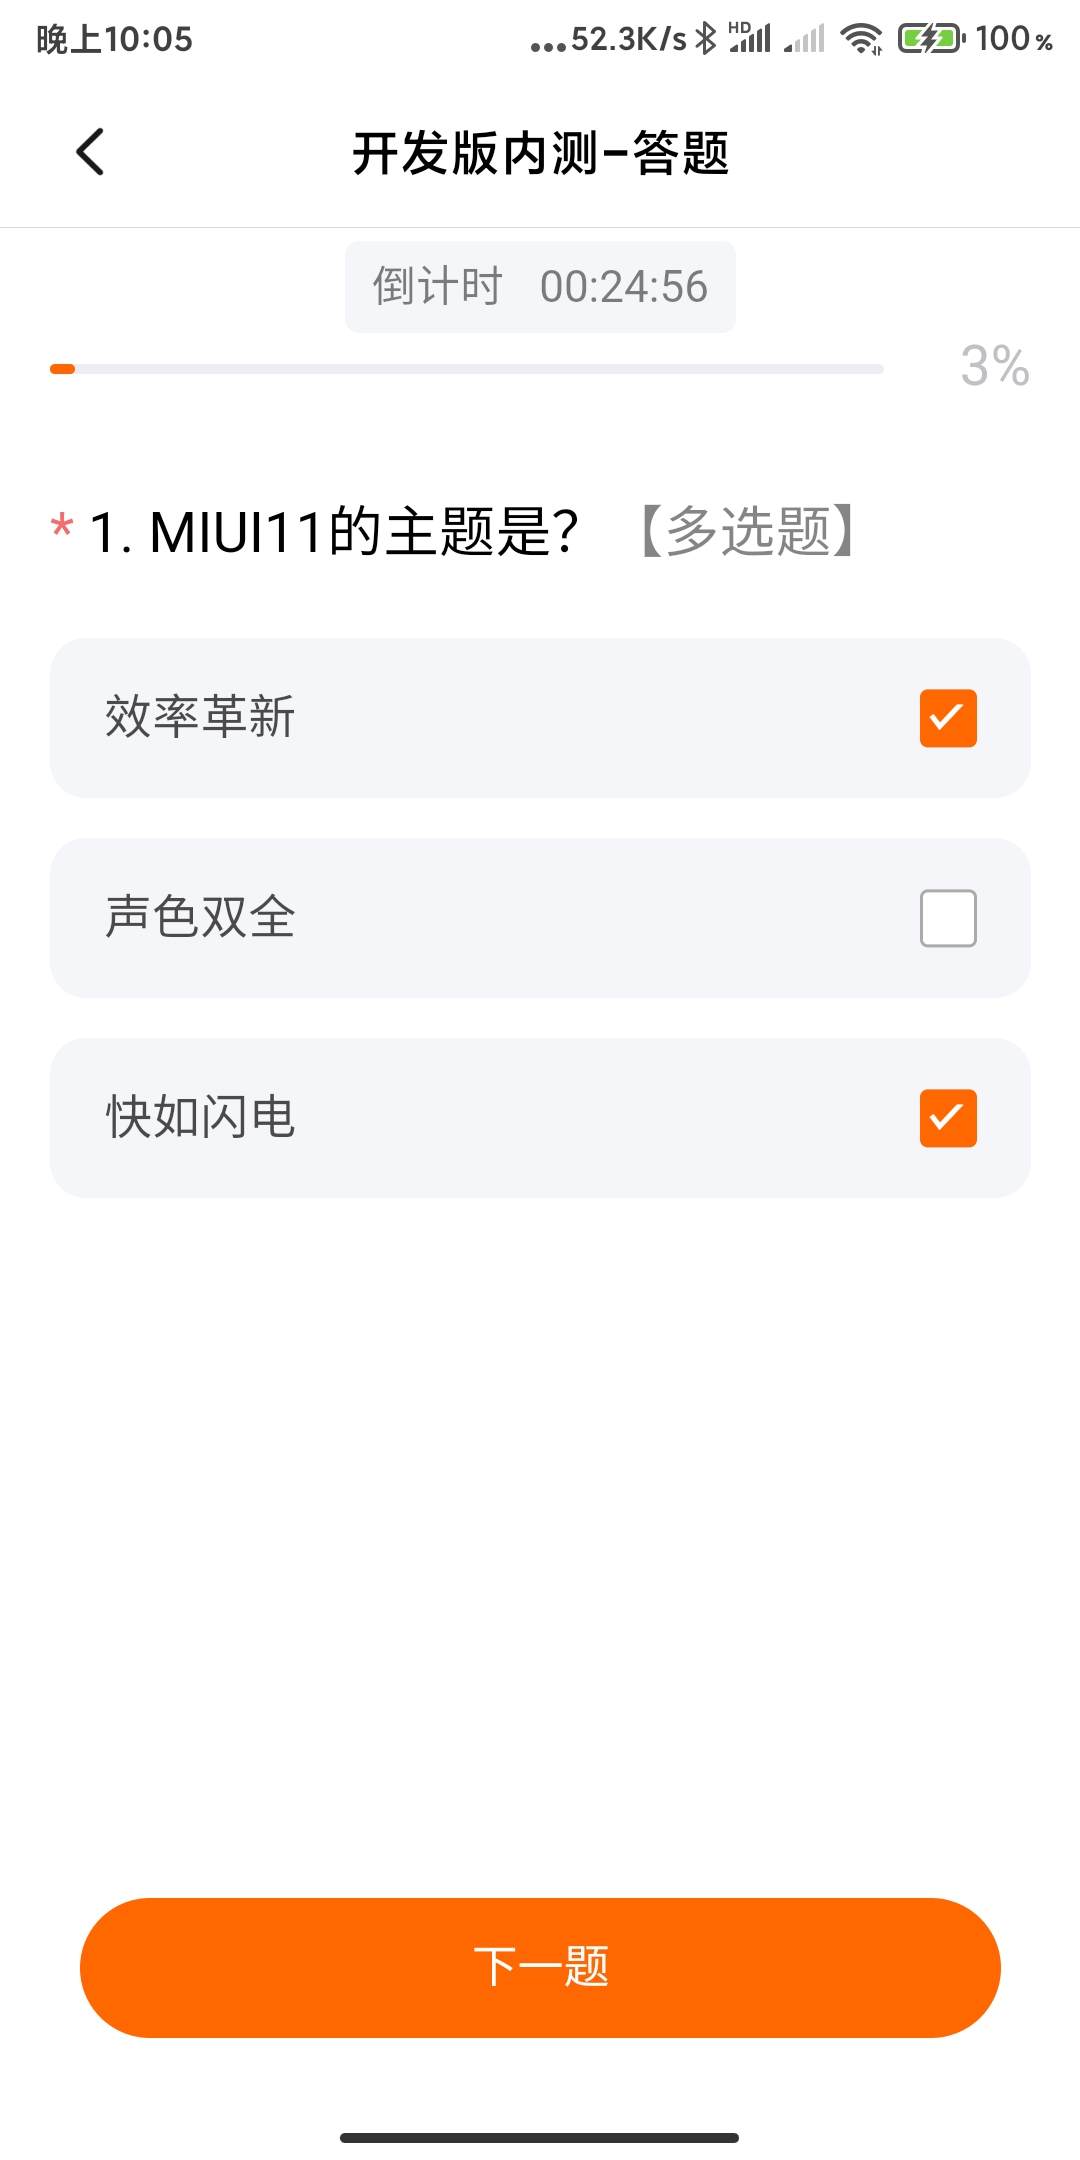 晚上10:05 ...52.3K/s HD 100%
开发版内测-答题
倒计时 00:24:56
3%
* 1. MIUI11的主题是? 【多选题】
效率革新
声色双全
快如闪电
下一题